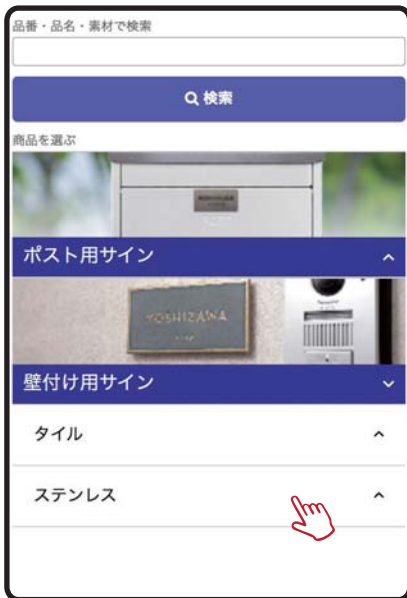 品番・品名・素材で検索
検索
商品を選ぶ
ポスト用サイン
YOSHIZAWA
壁付け用サイン
タイル
ステンレス